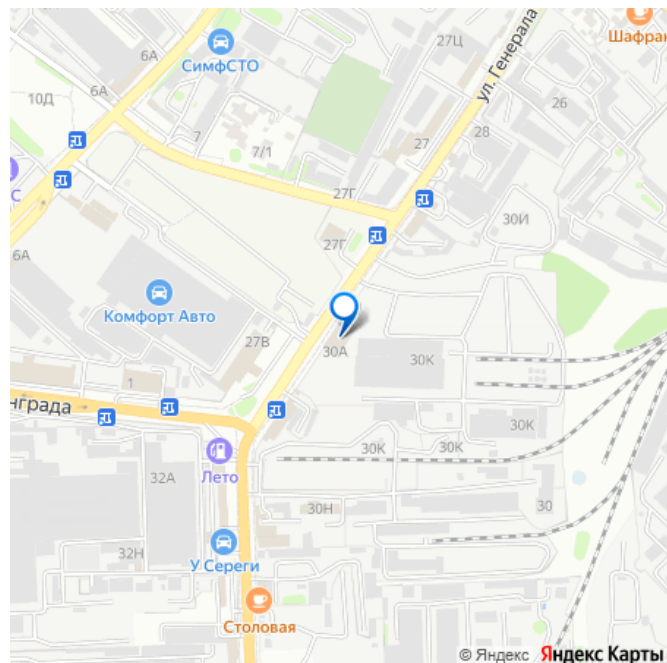 Шафран
27Ц
ул. Генерала
6А
СимфСТО
6А
10Д
26
7
27
28
7/1
С
27Г
30И
27Г
6А
Комфорт Авто
27В
30А
30К
1
нграда
30К
30К
30К
Лето
32А
30Н
30
32Н
У Сереги
Столовая
© Яндекс Яндекс Карты